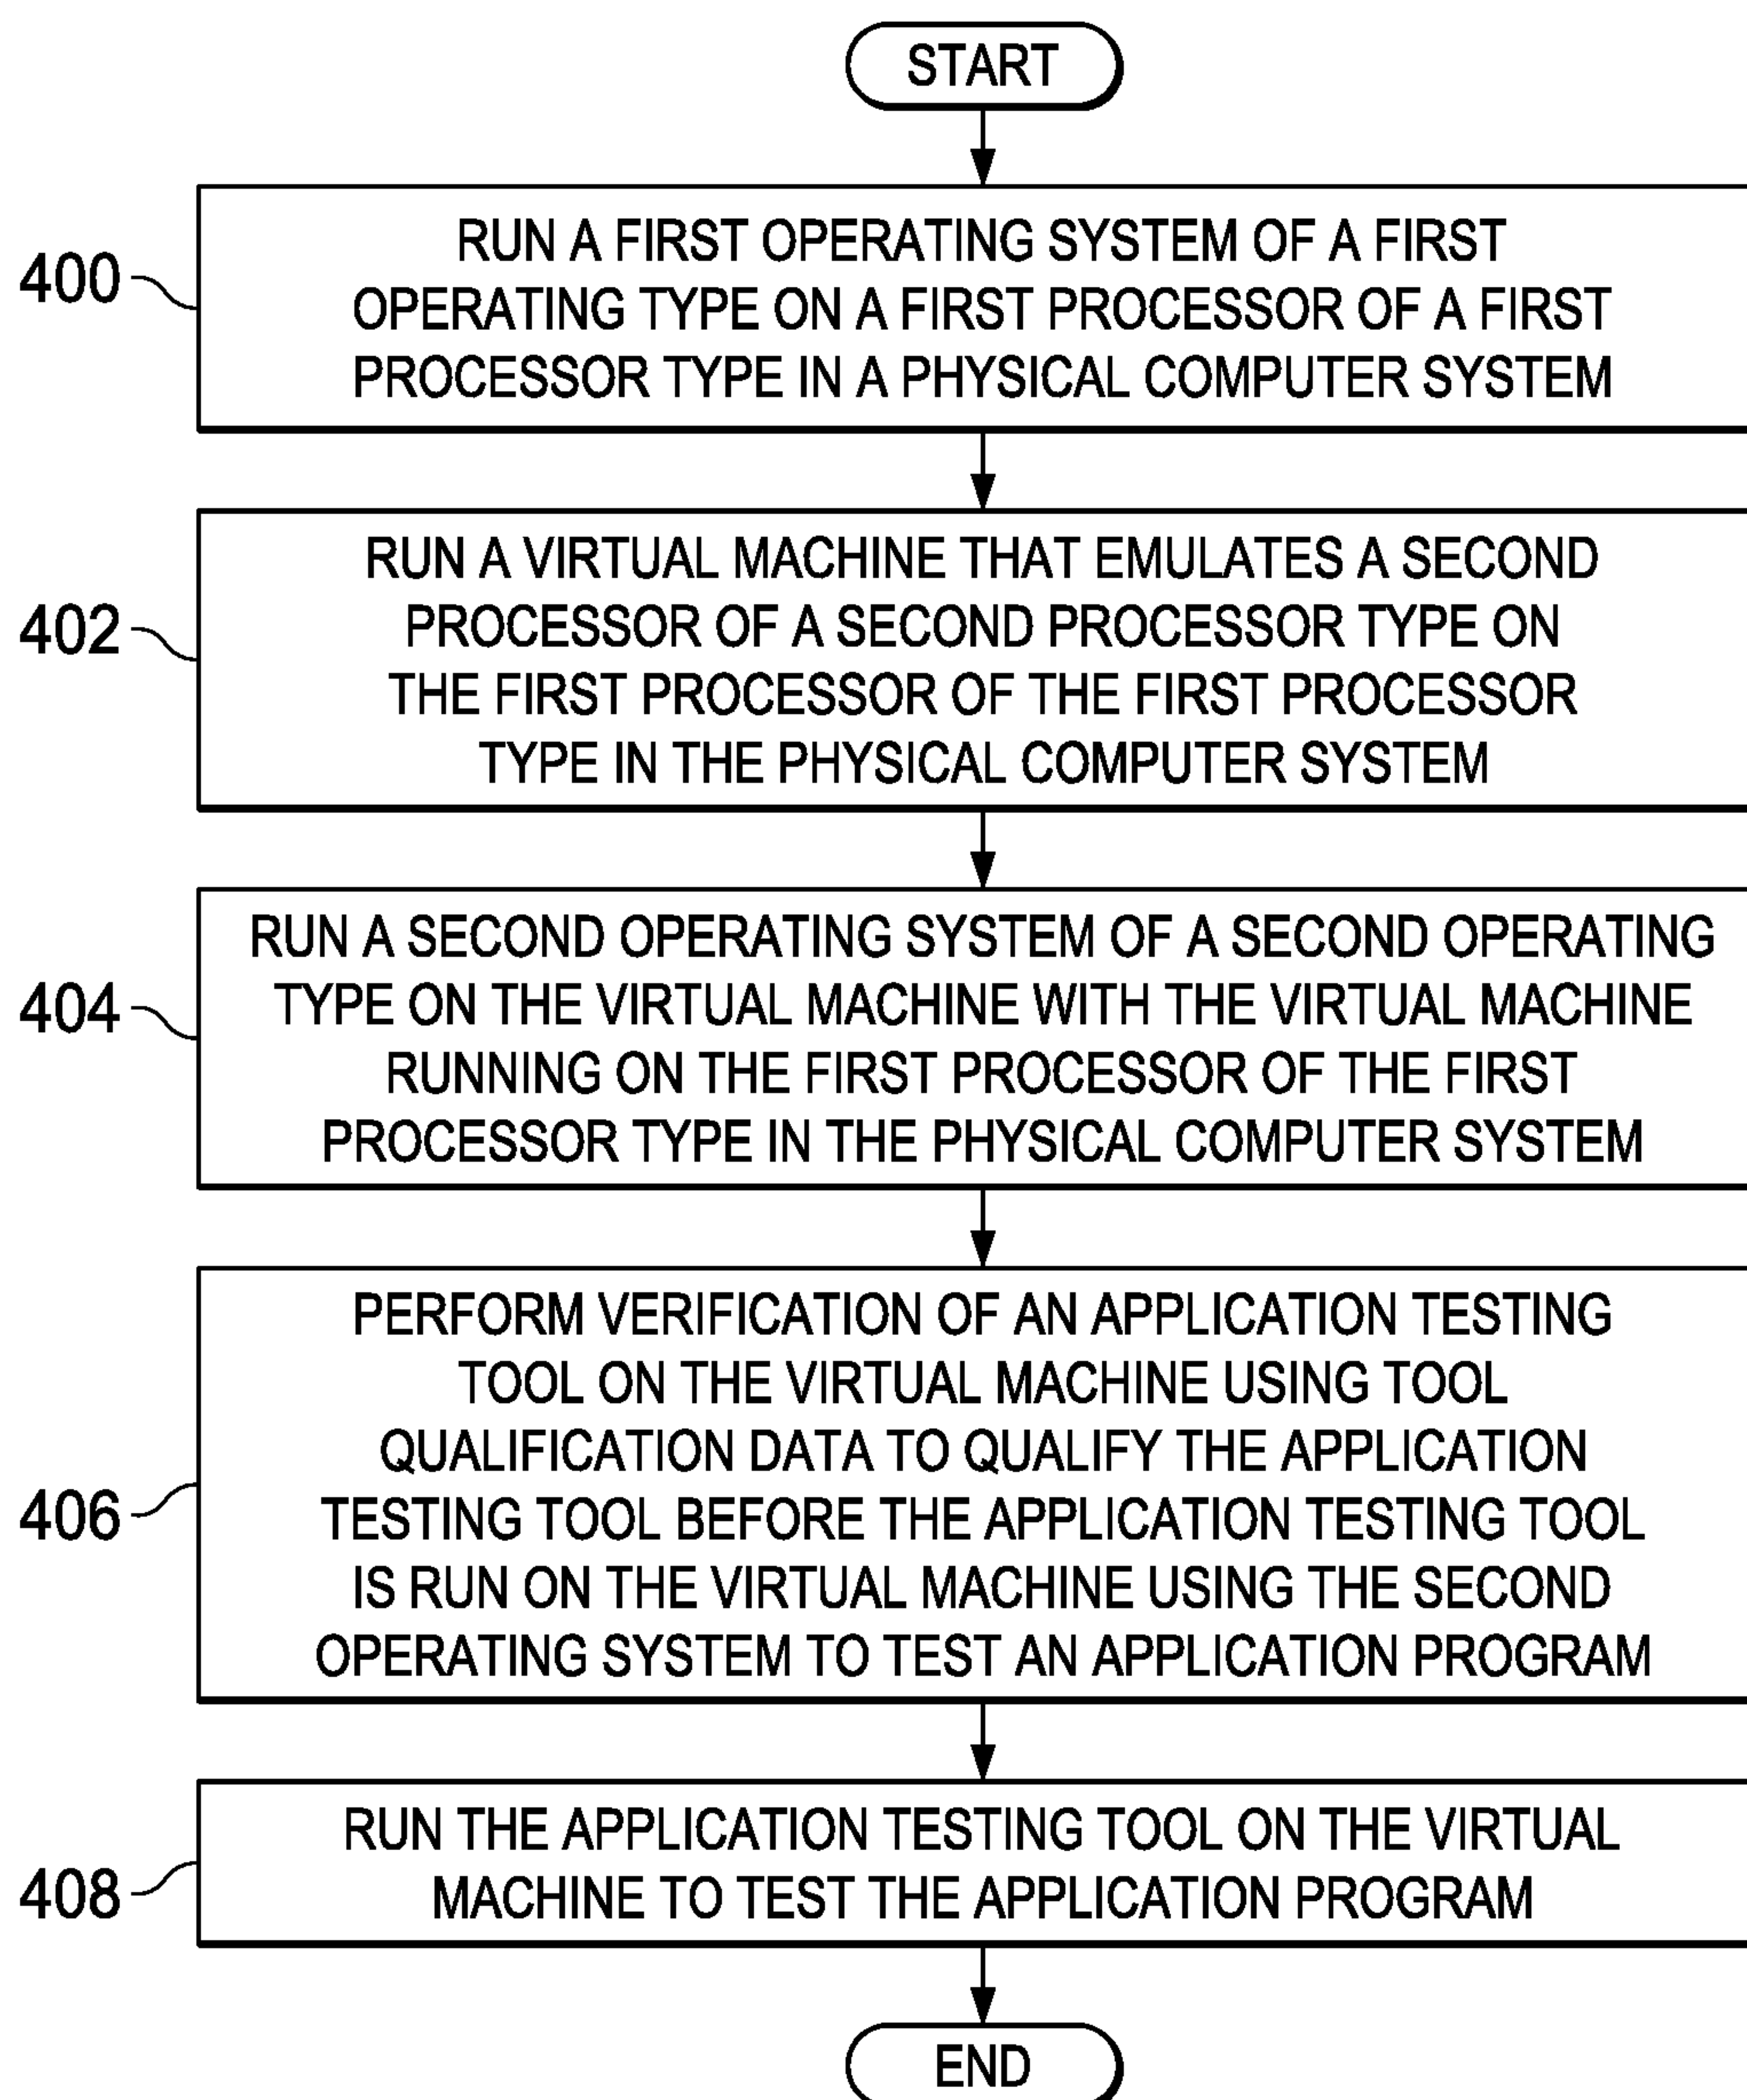 START
400
RUN A FIRST OPERATING SYSTEM OF A FIRST
OPERATING TYPE ON A FIRST PROCESSOR OF A FIRST
PROCESSOR TYPE IN A PHYSICAL COMPUTER SYSTEM
402
RUN A VIRTUAL MACHINE THAT EMULATES A SECOND
PROCESSOR OF A SECOND PROCESSOR TYPE ON
THE FIRST PROCESSOR OF THE FIRST PROCESSOR
TYPE IN THE PHYSICAL COMPUTER SYSTEM
404
RUN A SECOND OPERATING SYSTEM OF A SECOND OPERATING
TYPE ON THE VIRTUAL MACHINE WITH THE VIRTUAL MACHINE
RUNNING ON THE FIRST PROCESSOR OF THE FIRST
PROCESSOR TYPE IN THE PHYSICAL COMPUTER SYSTEM
406
PERFORM VERIFICATION OF AN APPLICATION TESTING
TOOL ON THE VIRTUAL MACHINE USING TOOL
QUALIFICATION DATA TO QUALIFY THE APPLICATION
TESTING TOOL BEFORE THE APPLICATION TESTING TOOL
IS RUN ON THE VIRTUAL MACHINE USING THE SECOND
OPERATING SYSTEM TO TEST AN APPLICATION PROGRAM
408
RUN THE APPLICATION TESTING TOOL ON THE VIRTUAL
MACHINE TO TEST THE APPLICATION PROGRAM
END